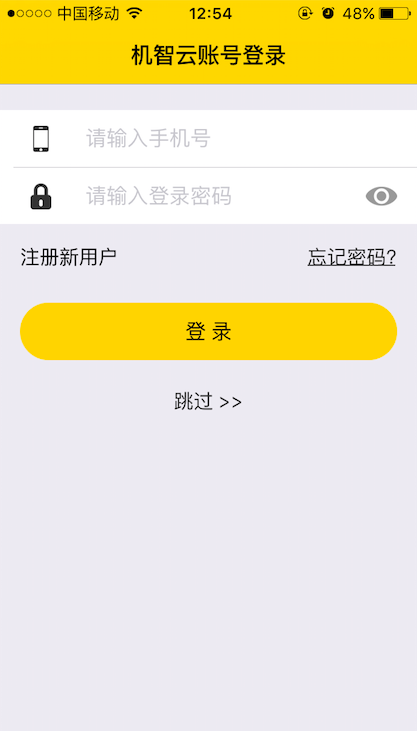 中国移动 12:54 48%
机智云账号登录
请输入手机号
请输入登录密码
注册新用户 忘记密码?
登 录
跳过 >>